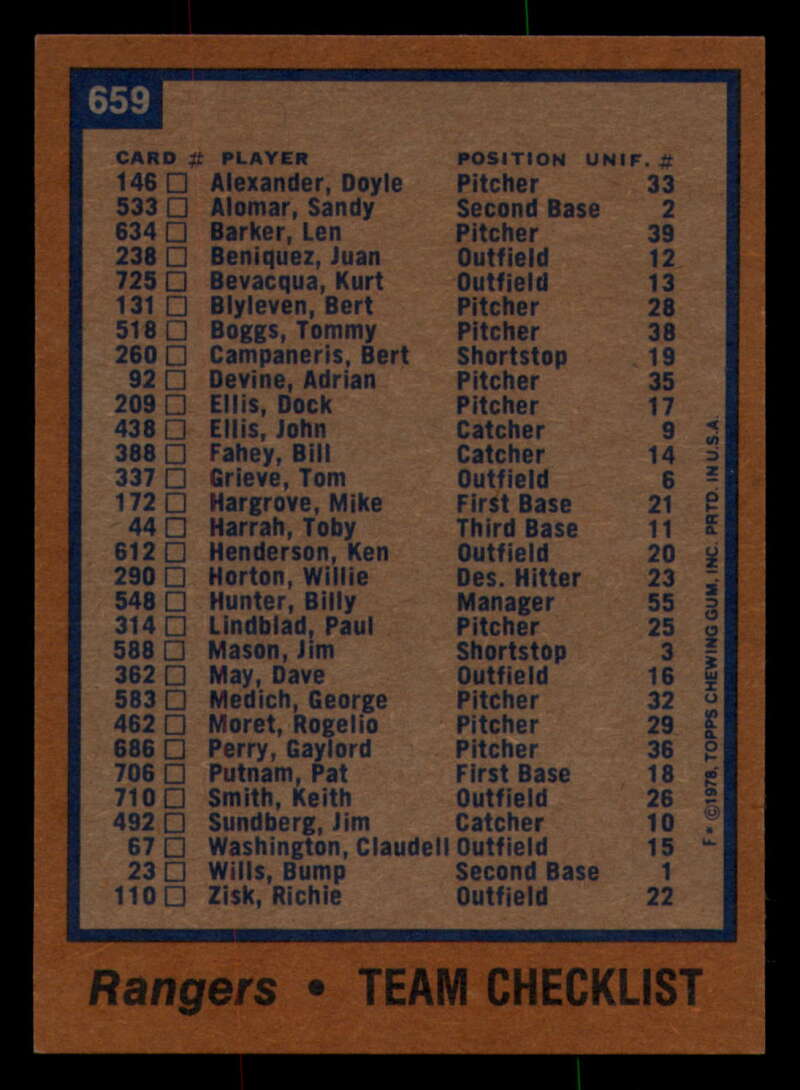 659
CARD # PLAYER POSITION UNIF. #
146 Alexander, Doyle Pitcher 33
533 Alomar, Sandy Second Base 2
634 Barker, Len Pitcher 39
238 Beniquez, Juan Outfield 12
725 Bevacqua, Kurt Outfield 13
131 Blyleven, Bert Pitcher 28
518 Boggs, Tommy Pitcher 38
260 Campaneris, Bert Shortstop 19
92 Devine, Adrian Pitcher 35
209 Ellis, Dock Pitcher 17
438 Ellis, John Catcher 9
388 Fahey, Bill Catcher 14
337 Grieve, Tom Outfield 6
172 Hargrove, Mike First Base 21
44 Harrah, Toby Third Base 11
612 Henderson, Ken Outfield 20
290 Horton, Willie Des. Hitter 23
548 Hunter, Billy Manager 55
314 Lindblad, Paul Pitcher 25
588 Mason, Jim Shortstop 3
362 May, Dave Outfield 16
583 Medich, George Pitcher 32
462 Moret, Rogelio Pitcher 29
686 Perry, Gaylord Pitcher 36
706 Putnam, Pat First Base 18
710 Smith, Keith Outfield 26
492 Sundberg, Jim Catcher 10
67 Washington, Claudell Outfield 15
23 Wills, Bump Second Base 1
110 Zisk, Richie Outfield 22
F* ©1978, TOPPS CHEWING GUM, INC. PRTD. IN U.S.A.
Rangers • TEAM CHECKLIST